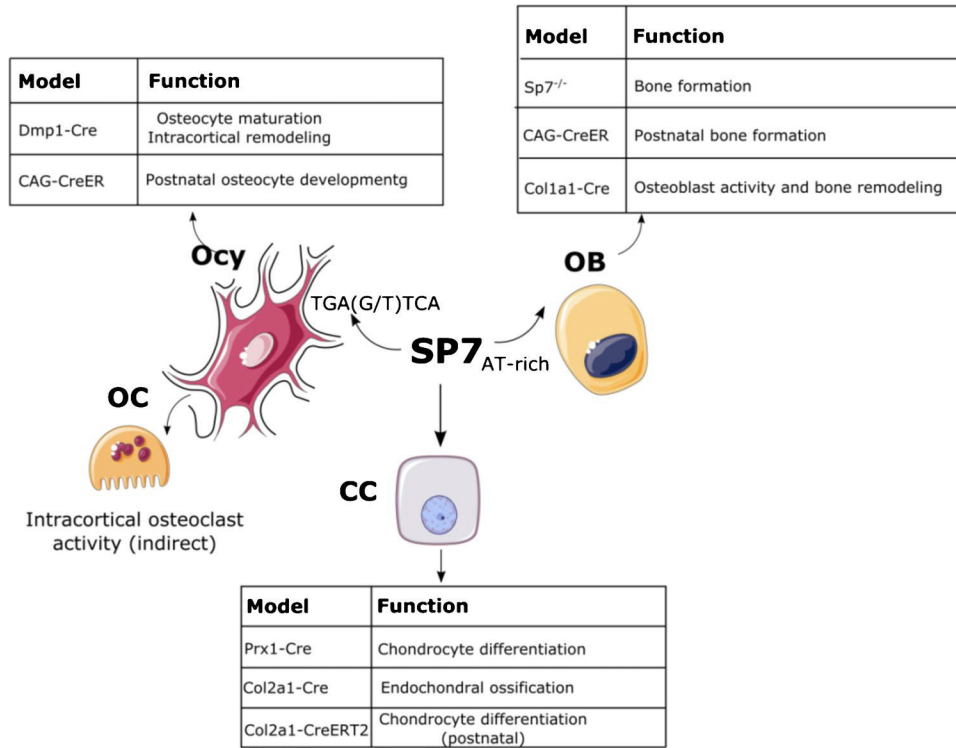 Model Function
Dmp1-Cre Osteocyte maturation
Intracortical remodeling
CAG-CreER Postnatal osteocyte developmentg
Model Function
Sp7-/- Bone formation
CAG-CreER Postnatal bone formation
Col1a1-Cre Osteoblast activity and bone remodeling
Ocy
OB
TGA(G/T)TCA
SP7
AT-rich
OC
CC
Intracortical osteoclast
activity (indirect)
Model Function
Prx1-Cre Chondrocyte differentiation
Col2a1-Cre Endochondral ossification
Col2a1-CreERT2 Chondrocyte differentiation
(postnatal)